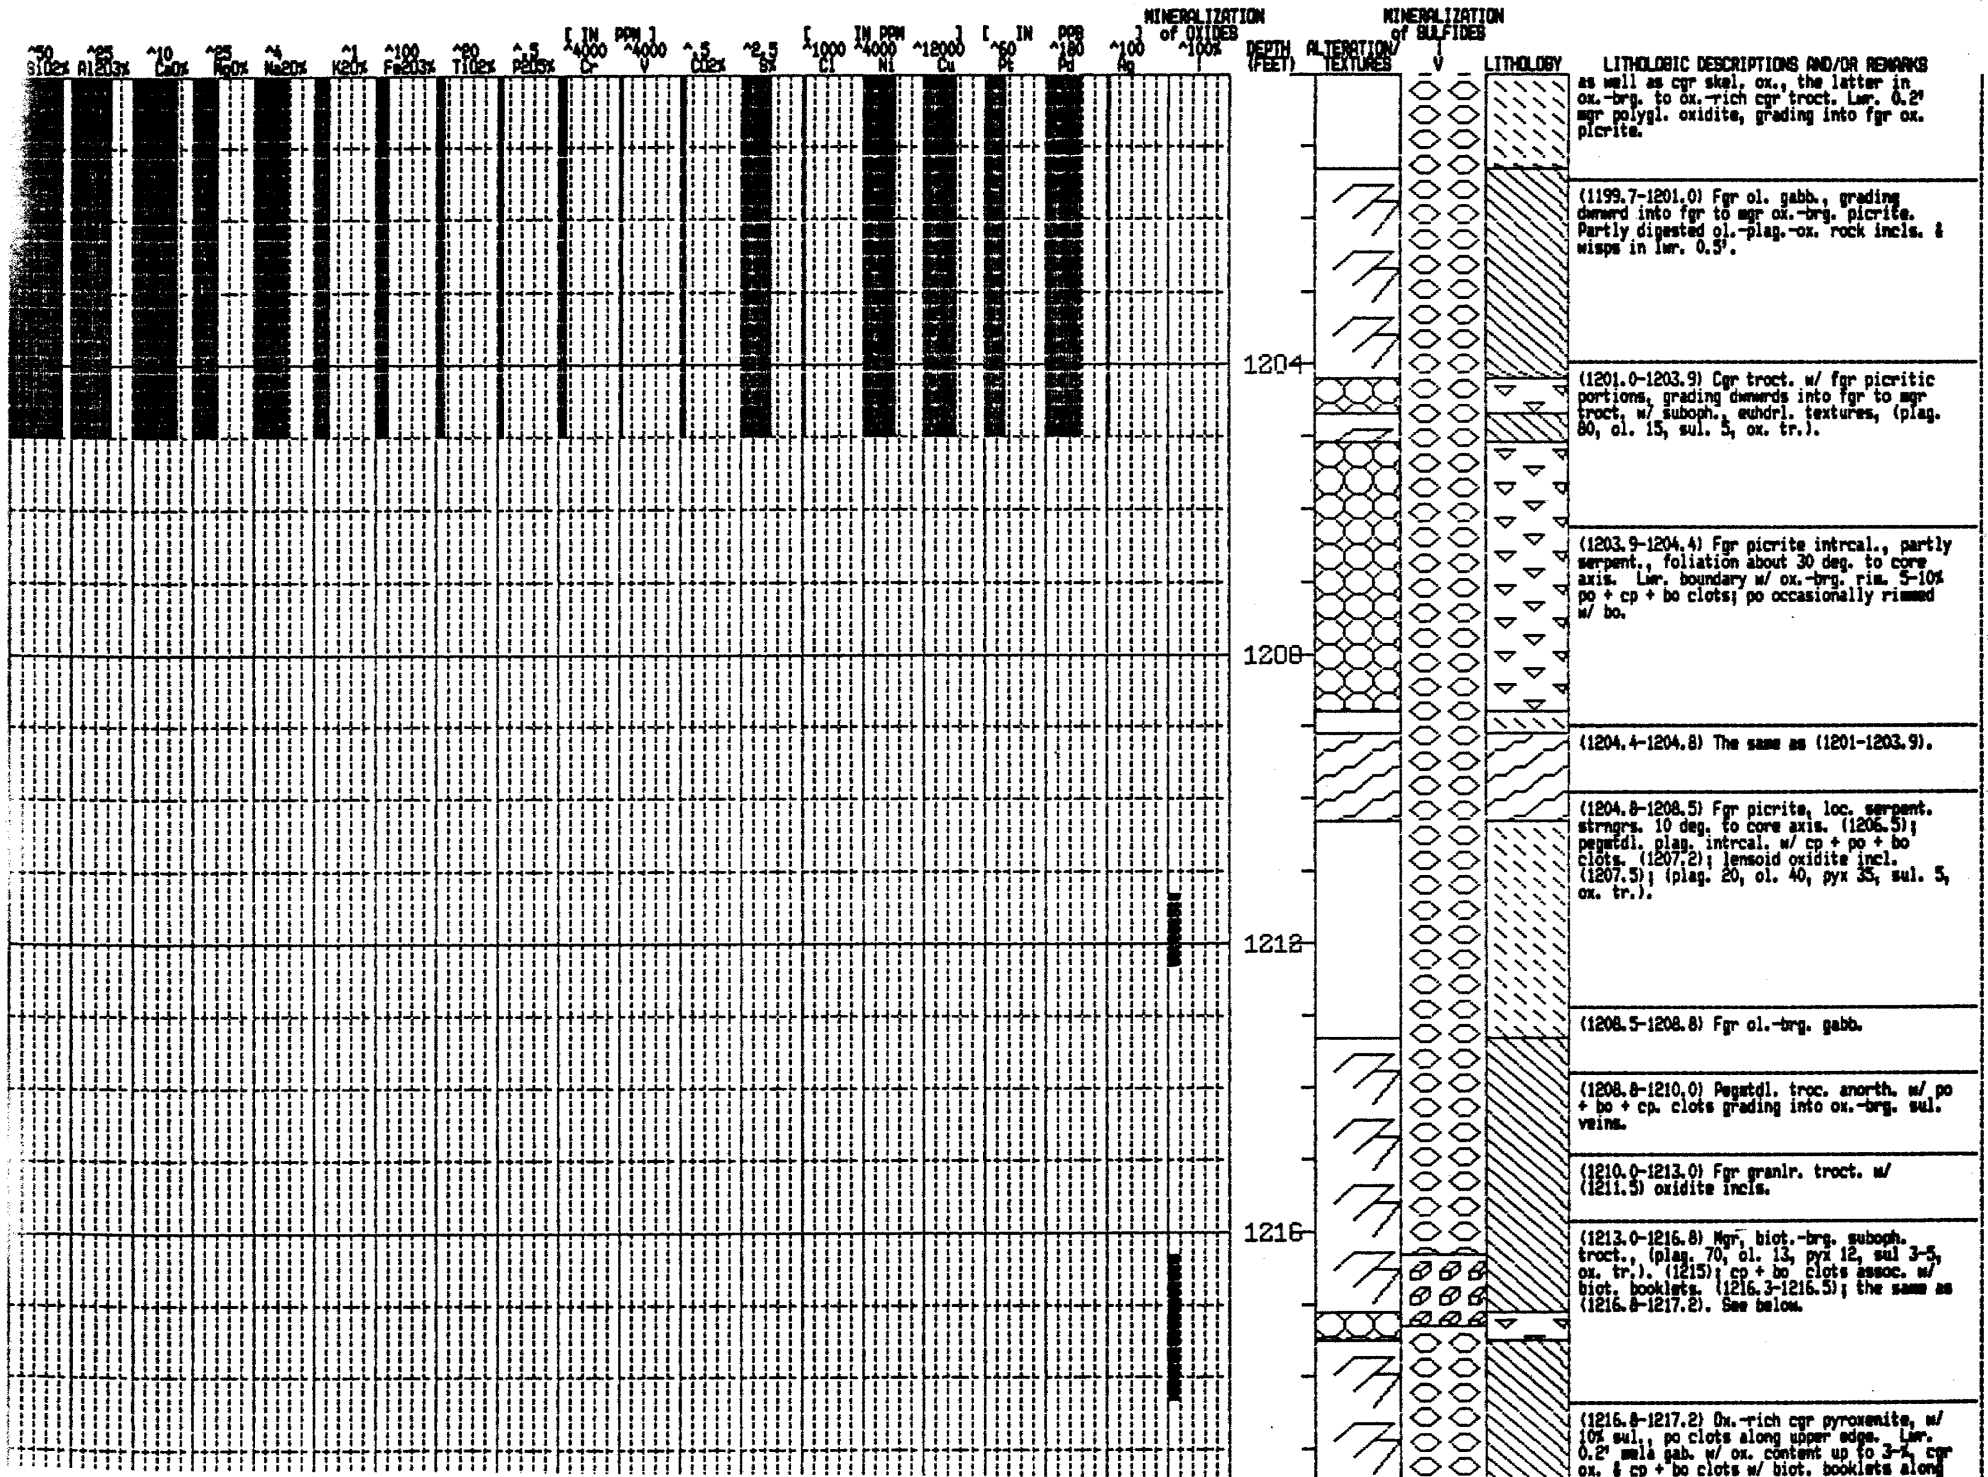 MINERALIZATION MINERALIZATION
[ IN PPM ] [ IN PPM ] [ IN PPB ] of OXIDES of SULFIDES
^50 ^25 ^10 ^25 ^4 ^1 ^100 ^20 ^.5 ^4000 ^4000 ^.5 ^2.5 ^1000 ^4000 ^12000 ^60 ^180 ^100 ^100% DEPTH ALTERATION/ |
SiO2% Al2O3% CaO% MgO% Na2O% K2O% Fe2O3% TiO2% P2O5% Cr V CO2% S% Cl Ni Cu Pt Pd Ag | (FEET) TEXTURES V LITHOLOGY LITHOLOGIC DESCRIPTIONS AND/OR REMARKS
as well as cgr skel. ox., the latter in
ox.-brg. to ox.-rich cgr troct. Lwr. 0.2'
mgr polygl. oxidite, grading into fgr ox.
picrite.
(1199.7-1201.0) Fgr ol. gabb., grading
dwnwrd into fgr to mgr ox.-brg. picrite.
Partly digested ol.-plag.-ox. rock incls. &
wisps in lwr. 0.5'.
1204
(1201.0-1203.9) Cgr troct. w/ fgr picritic
portions, grading dwnwrds into fgr to mgr
troct. w/ suboph., euhdrl. textures, (plag.
80, ol. 15, sul. 5, ox. tr.).
(1203.9-1204.4) Fgr picrite intrcal., partly
serpent., foliation about 30 deg. to core
axis. Lwr. boundary w/ ox.-brg. rim. 5-10%
po + cp + bo clots; po occasionally rimmed
w/ bo.
1208
(1204.4-1204.8) The same as (1201-1203.9).
(1204.8-1208.5) Fgr picrite, loc. serpent.
strngrs. 10 deg. to core axis. (1206.5);
pegmtdl. plag. intrcal. w/ cp + po + bo
clots. (1207.2); lensoid oxidite incl.
(1207.5); (plag. 20, ol. 40, pyx 35, sul. 5,
ox. tr.).
1212
(1208.5-1208.8) Fgr ol.-brg. gabb.
(1208.8-1210.0) Pegmtdl. troc. anorth. w/ po
+ bo + cp. clots grading into ox.-brg. sul.
veins.
(1210.0-1213.0) Fgr granlr. troct. w/
(1211.5) oxidite incls.
1216
(1213.0-1216.8) Mgr, biot.-brg. suboph.
troct., (plag. 70, ol. 13, pyx 12, sul 3-5,
ox. tr.). (1215); cp + bo clots assoc. w/
biot. booklets. (1216.3-1216.5); the same as
(1216.8-1217.2). See below.
(1216.8-1217.2) Ox.-rich cgr pyroxenite, w/
10% sul., po clots along upper edge. Lwr.
0.2' mela gab. w/ ox. content up to 3-%, cgr
ox. & cp + bo clots w/ biot. booklets along